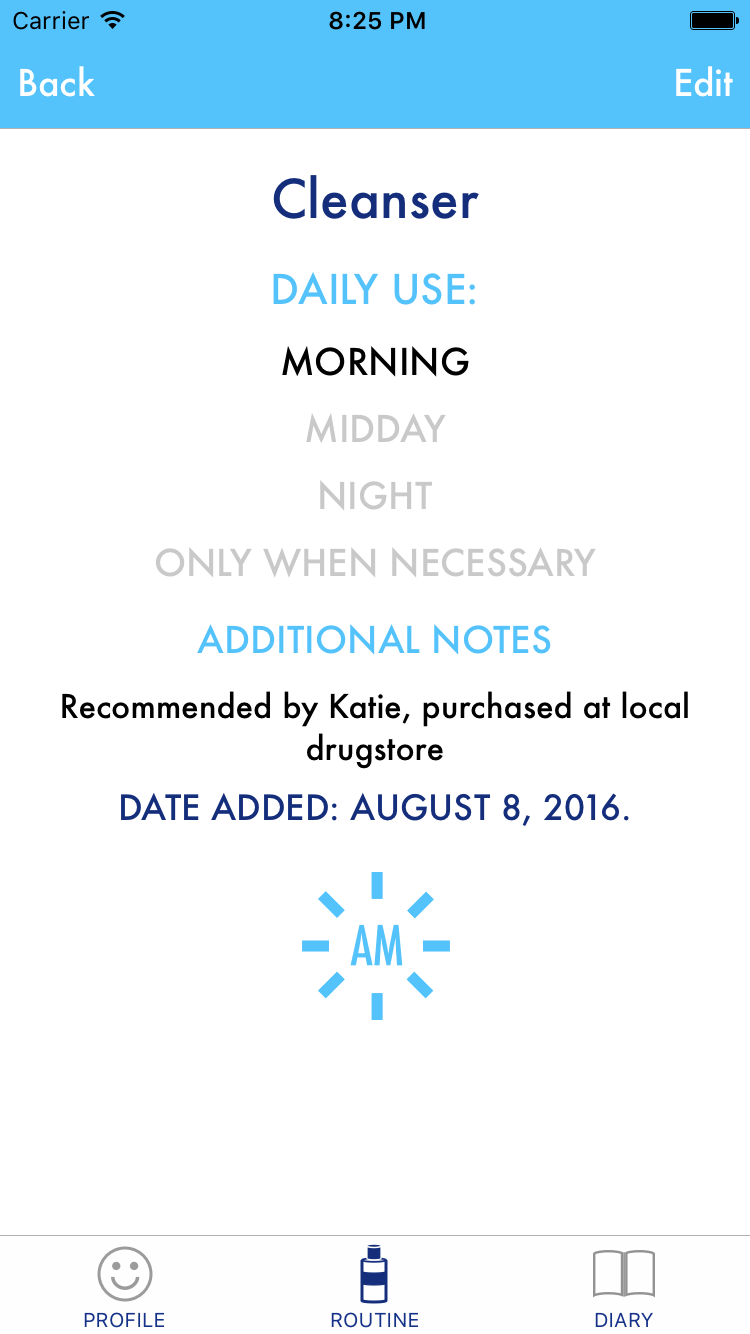 Carrier 8:25 PM
Back Edit
Cleanser
DAILY USE:
MORNING
MIDDAY
NIGHT
ONLY WHEN NECESSARY
ADDITIONAL NOTES
Recommended by Katie, purchased at local
drugstore
DATE ADDED: AUGUST 8, 2016.
AM
PROFILE ROUTINE DIARY